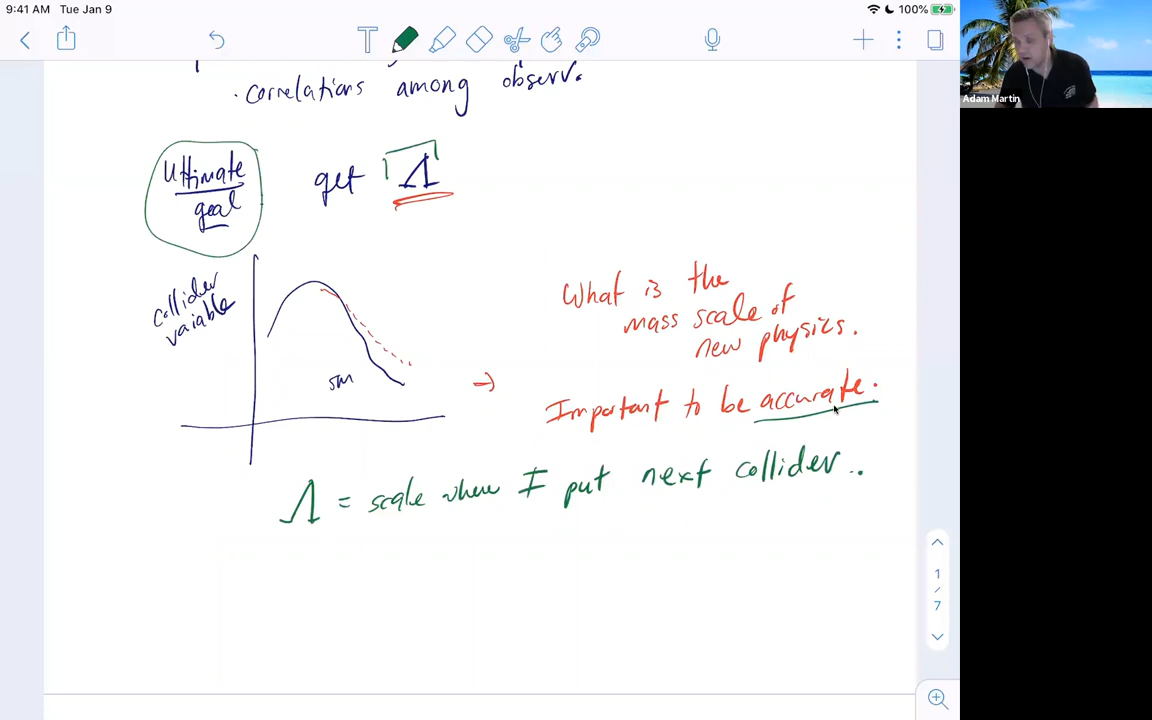 9:41 AM Tue Jan 9
100%
Adam Martin
. correlations among observ.
Ultimate
goal
get Λ
collider
variable
SM
What is the
mass scale of
new physics.
→ Important to be accurate.
Λ = scale where I put next collider..
1
/
7